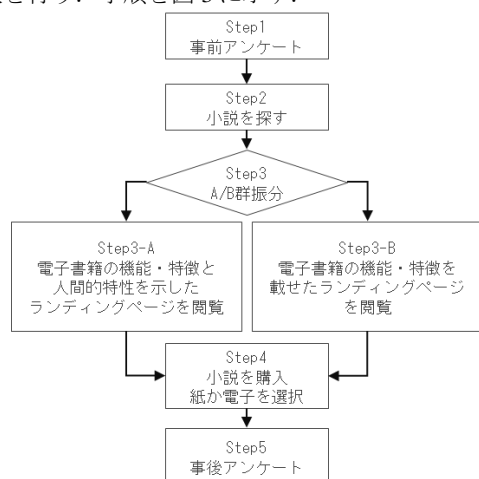 Step1
事前アンケート
Step2
小説を探す
Step3
A/B群振分
Step3-A
電子書籍の機能・特徴と
人間的特性を示した
ランディングページを閲覧
Step3-B
電子書籍の機能・特徴を
載せたランディングページ
を閲覧
Step4
小説を購入
紙か電子を選択
Step5
事後アンケート